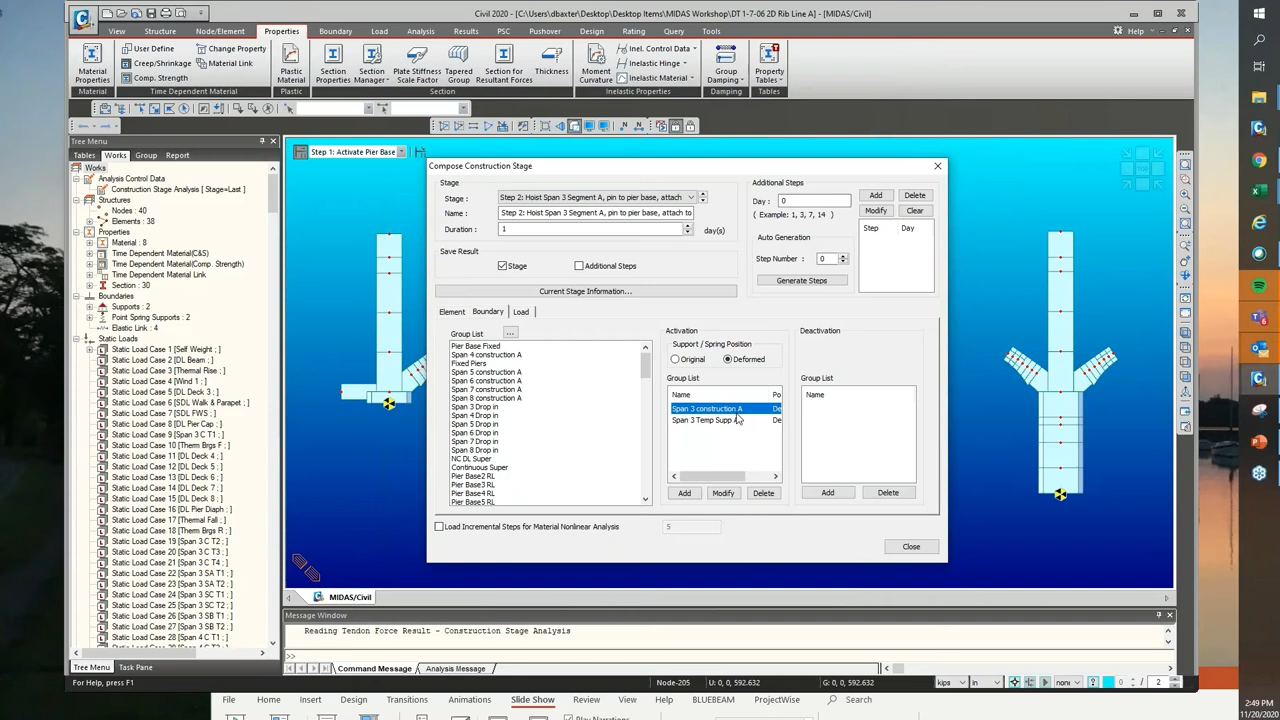 Civil 2020 - [C:\Users\dbaxter\Desktop\Desktop Items\MIDAS Workshop\DT 1-7-06 2D Rib Line A] - [MIDAS/Civil]
View Structure Node/Element Properties Boundary Load Analysis Results PSC Pushover Design Rating Query Tools Help
Material Properties
Material
User Define
Creep/Shrinkage
Comp. Strength
Change Property
Material Link
Time Dependent Material
Plastic Material
Plastic
Section Properties
Section Manager
Plate Stiffness Scale Factor
Tapered Group
Section for Resultant Forces
Thickness
Section
Moment Curvature
Inel. Control Data
Inelastic Hinge
Inelastic Material
Inelastic Properties
Group Damping
Damping
Property Tables
Tables
Tree Menu
Tables Works Group Report
Works
Analysis Control Data
Construction Stage Analysis [ Stage=Last ]
Structures
Nodes : 40
Elements : 38
Properties
Material : 8
Time Dependent Material(C&S)
Time Dependent Material(Comp. Strength)
Time Dependent Material Link
Section : 30
Boundaries
Supports : 2
Point Spring Supports : 2
Elastic Link : 4
Static Loads
Static Load Case 1 [Self Weight ; ]
Static Load Case 2 [DL Beam ; ]
Static Load Case 3 [Thermal Rise ; ]
Static Load Case 4 [Wind 1 ; ]
Static Load Case 5 [DL Deck 3 ; ]
Static Load Case 6 [DL Deck 4 ; ]
Static Load Case 7 [SDL FWS ; ]
Static Load Case 8 [DL Pier Cap ; ]
Static Load Case 9 [Creep Seg T1 ; ]
Static Load Case 10 [Therm Brgs F ; ]
Static Load Case 11 [DL Deck 5 ; ]
Static Load Case 12 [DL Deck 6 ; ]
Static Load Case 13 [DL Deck 7 ; ]
Static Load Case 14 [DL Deck 8 ; ]
Static Load Case 15 [DL Deck 9 ; ]
Static Load Case 16 [DL Pier Diaph ; ]
Static Load Case 17 [Thermal Fall ; ]
Static Load Case 18 [Therm Brgs R ; ]
Static Load Case 19 [Span 3 C T2 ; ]
Static Load Case 20 [Span 3 C T3 ; ]
Static Load Case 21 [Span 3 C T4 ; ]
Static Load Case 22 [Span 3 SA T1 ; ]
Static Load Case 23 [Span 3 SA T2 ; ]
Static Load Case 24 [Span 3 SC T1 ; ]
Static Load Case 25 [Span 3 SC T2 ; ]
Static Load Case 26 [Span 3 SB T1 ; ]
Static Load Case 27 [Span 3 SB T2 ; ]
Static Load Case 28 [Span 4 C T1 ; ]
Tree Menu Task Pane
For Help, press F1
Step 1: Activate Pier Base
Compose Construction Stage
Stage
Stage : Step 2: Hoist Span 3 Segment A, pin to pier base, attach
Name : Step 2: Hoist Span 3 Segment A, pin to pier base, attach to
Duration : 1 day(s)
Save Result
Stage Additional Steps
Current Stage Information...
Additional Steps
Day : 0 Add Delete
( Example: 1, 3, 7, 14 ) Modify Clear
Auto Generation
Step Number : 0
Generate Steps
Step Day
Element Boundary Load
Group List ...
Pier Base Fixed
Span 4 construction A
Fixed Piers
Span 5 construction A
Span 6 construction A
Span 7 construction A
Span 8 construction A
Span 3 Drop in
Span 4 Drop in
Span 5 Drop in
Span 6 Drop in
Span 7 Drop in
Span 8 Drop in
NC DL Super
Continuous Super
Pier Base2 RL
Pier Base3 RL
Pier Base4 RL
Pier Base5 RL
Activation
Support / Spring Position
Original Deformed
Group List
Name Po
Span 3 construction A De
Span 3 Temp Supp De
Add Modify Delete
Deactivation
Group List
Name
Add Delete
Load Incremental Steps for Material Nonlinear Analysis 5
Close
MIDAS/Civil
Message Window
Reading Tendon Force Result - Construction Stage Analysis
>>
Command Message Analysis Message
Node-205 U: 0, 0, 592.632 G: 0, 0, 592.632 kips in none / 2
File Home Insert Design Transitions Animations Slide Show Review View Help BLUEBEAM ProjectWise Search
Play Narrations
2:49 PM
11/20/2020